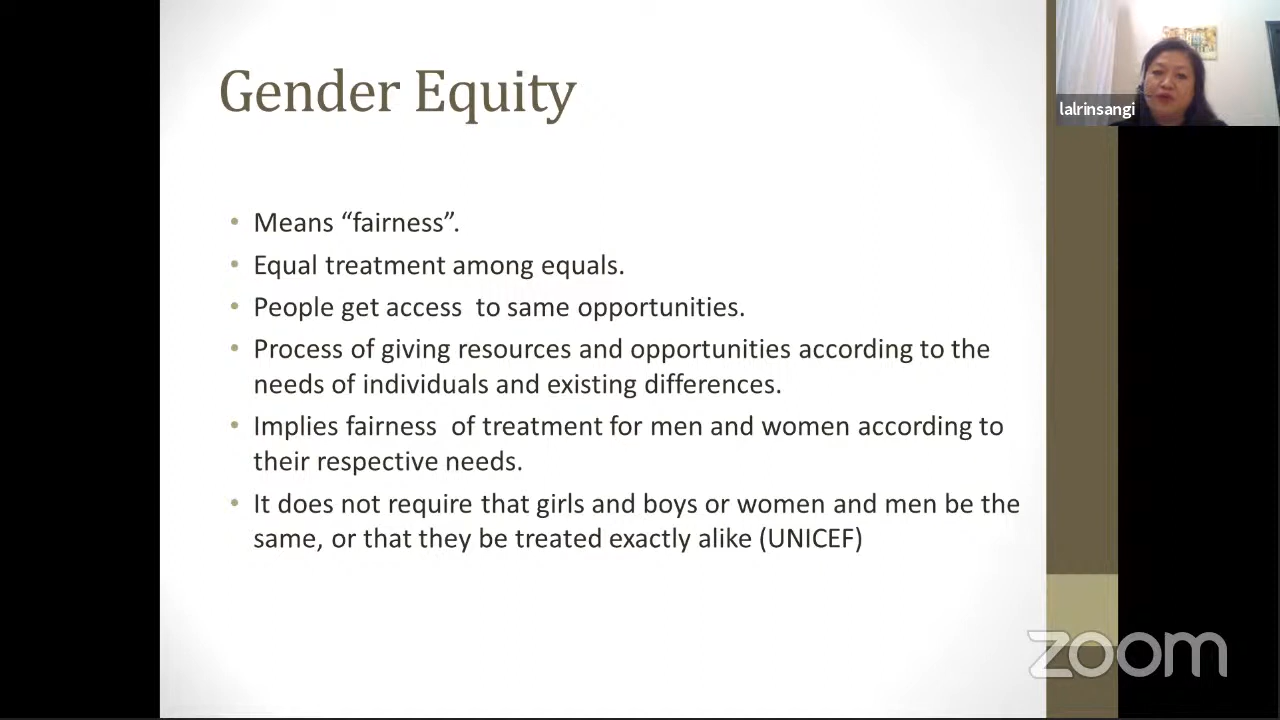 Gender Equity
lalrinsangi
• Means “fairness”.
• Equal treatment among equals.
• People get access  to same opportunities.
• Process of giving resources and opportunities according to the
needs of individuals and existing differences.
• Implies fairness  of treatment for men and women according to
their respective needs.
• It does not require that girls and boys or women and men be the
same, or that they be treated exactly alike (UNICEF)
zoom